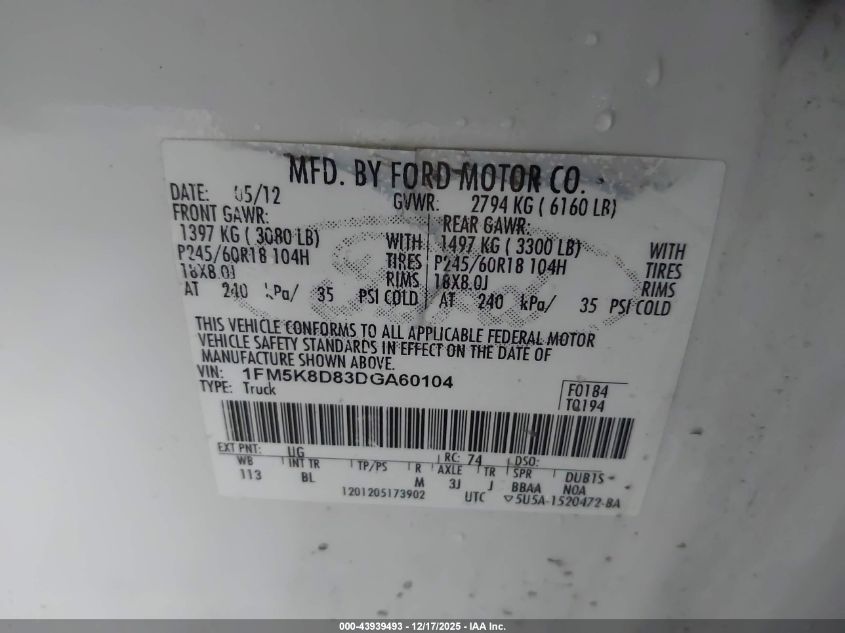 MFD. BY FORD MOTOR CO.
DATE: 05/12 GVWR: 2794 KG ( 6160 LB)
FRONT GAWR: REAR GAWR:
1397 KG ( 3080 LB) WITH 1497 KG ( 3300 LB) WITH
P245/60R18 104H TIRES P245/60R18 104H TIRES
18X8.0J RIMS 18X8.0J RIMS
AT 240 kPa/ 35 PSI COLD AT 240 kPa/ 35 PSI COLD
THIS VEHICLE CONFORMS TO ALL APPLICABLE FEDERAL MOTOR
VEHICLE SAFETY STANDARDS IN EFFECT ON THE DATE OF
MANUFACTURE SHOWN ABOVE.
VIN: 1FM5K8D83DGA60104 F0184
TYPE: Truck T0194
EXT PNT: UG RC: 74 DSO:
WB INT TR TP/PS R AXLE TR SPR DUB1S
113 BL M 3J J BBAA NOA
1201205173902 UTC ▽5U5A-1520472-BA
000-43939493 - 12/17/2025 - IAA Inc.